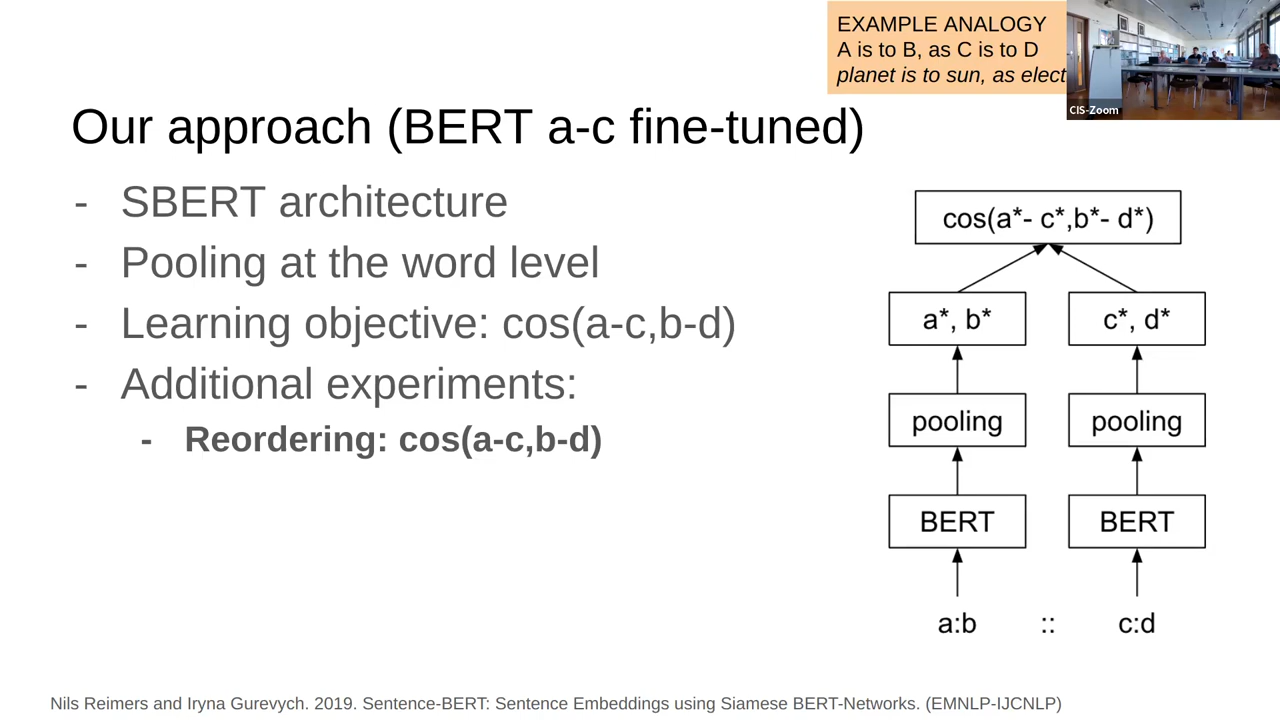 EXAMPLE ANALOGY
A is to B, as C is to D
planet is to sun, as
CIS-Zoom
Our approach (BERT a-c fine-tuned)
- SBERT architecture
- Pooling at the word level
- Learning objective: cos(a-c,b-d)
- Additional experiments:
- Reordering: cos(a-c,b-d)
cos(a*- c*,b*- d*)
a*, b*
c*, d*
pooling
pooling
BERT
BERT
a:b :: c:d
Nils Reimers and Iryna Gurevych. 2019. Sentence-BERT: Sentence Embeddings using Siamese BERT-Networks. (EMNLP-IJCNLP)